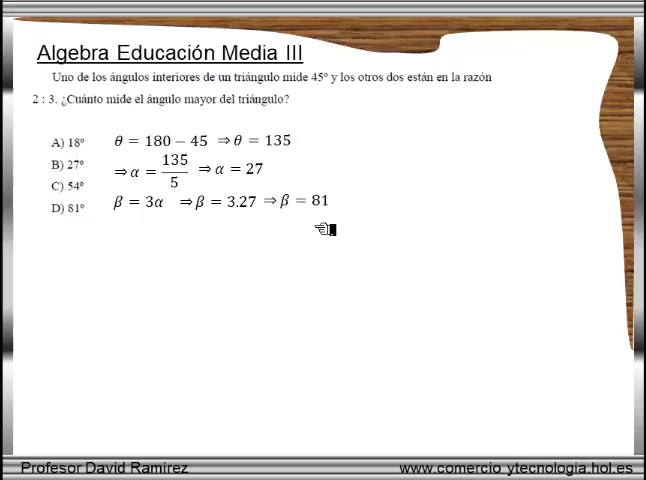 Algebra Educación Media III
Uno de los ángulos interiores de un triángulo mide 45º y los otros dos están en la razón
2 : 3. ¿Cuánto mide el ángulo mayor del triángulo?
A) 18º
B) 27º
C) 54º
D) 81º
θ = 180 − 45 ⇒ θ = 135
⇒ α = 135/5 ⇒ α = 27
β = 3α ⇒ β = 3.27 ⇒ β = 81
Profesor David Ramírez
www.comercio ytecnologia.hol.es